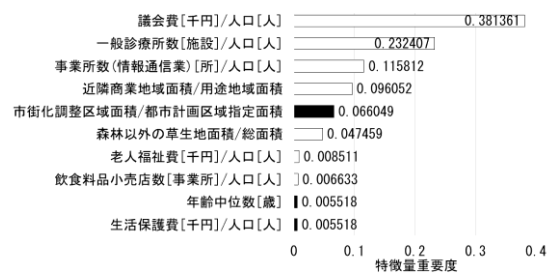 議会費[千円]/人口[人] 0.381361
一般診療所数[施設]/人口[人] 0.232407
事業所数(情報通信業)[所]/人口[人] 0.115812
近隣商業地域面積/用途地域面積 0.096052
市街化調整区域面積/都市計画区域指定面積 0.066049
森林以外の草生地面積/総面積 0.047459
老人福祉費[千円]/人口[人] 0.008511
飲食料品小売店数[事業所]/人口[人] 0.006633
年齢中位数[歳] 0.005518
生活保護費[千円]/人口[人] 0.005518
0 0.1 0.2 0.3 0.4
特徴量重要度